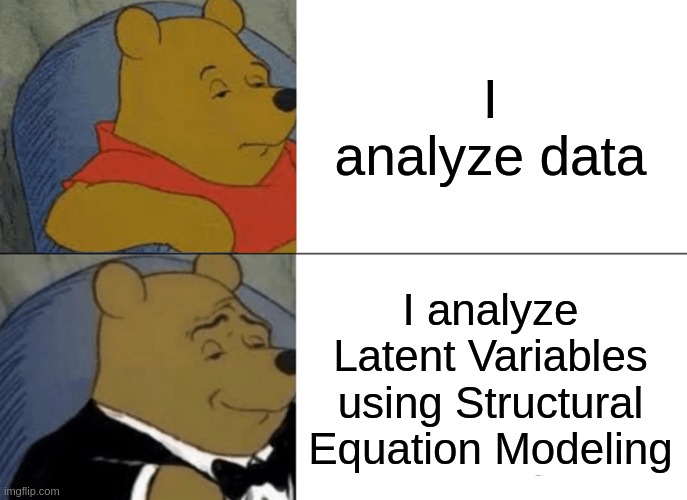 I
analyze data
I analyze
Latent Variables
using Structural
Equation Modeling
imgflip.com